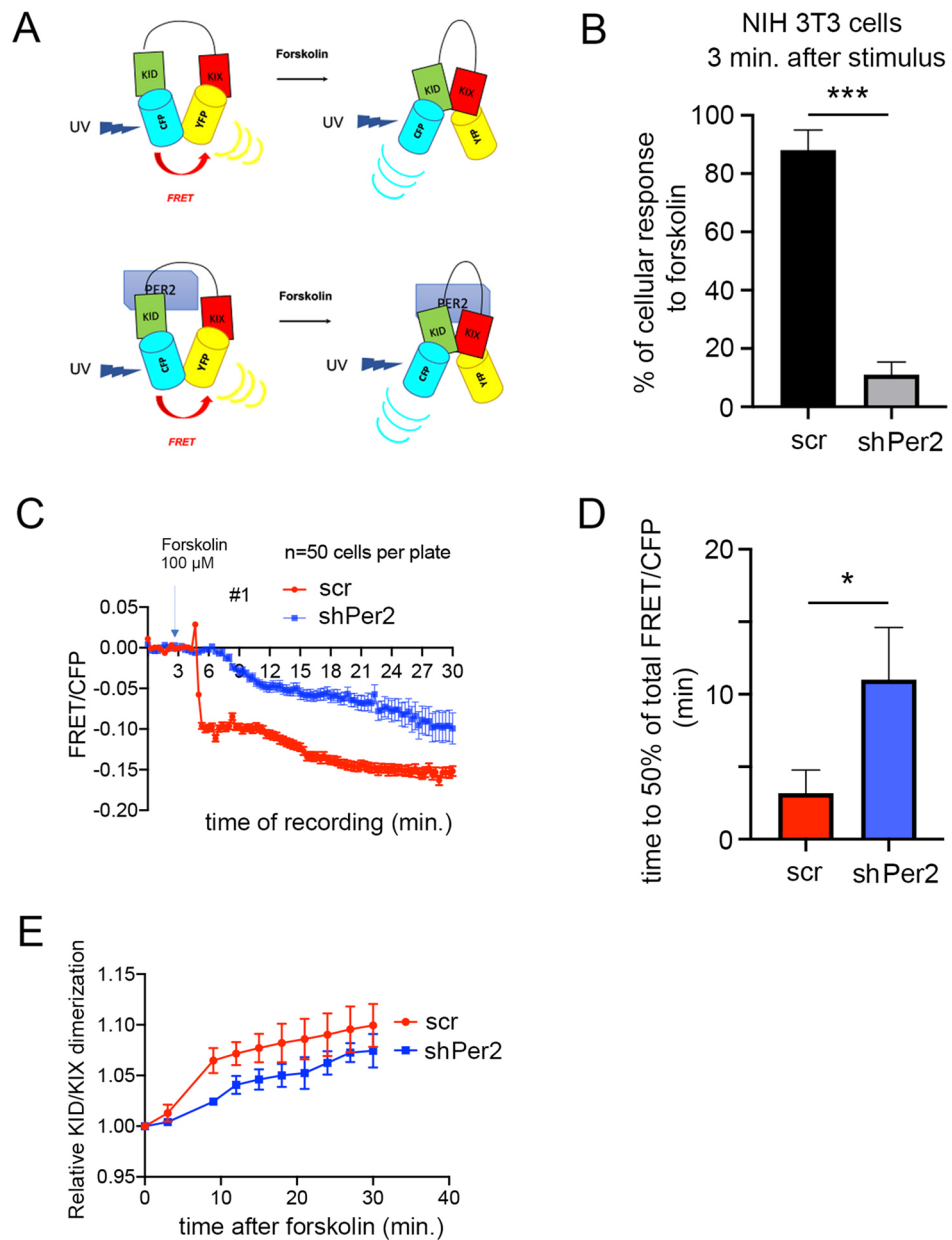 A
KID
KIX
CFP
YFP
UV
FRET
Forskolin
KID
KIX
CFP
YFP
UV
PER2
KID
KIX
CFP
YFP
UV
FRET
Forskolin
PER2
KID
KIX
CFP
YFP
UV
B
NIH 3T3 cells
3 min. after stimulus
***
% of cellular response
to forskolin
100
80
60
40
20
0
scr
shPer2
C
Forskolin
100 µM
n=50 cells per plate
#1
scr
shPer2
FRET/CFP
0.05
0.00
-0.05
-0.10
-0.15
-0.20
3 6 9 12 15 18 21 24 27 30
time of recording (min.)
D
time to 50% of total FRET/CFP
(min)
20
10
0
*
scr
shPer2
E
Relative KID/KIX dimerization
1.15
1.10
1.05
1.00
0.95
0 10 20 30 40
scr
shPer2
time after forskolin (min.)